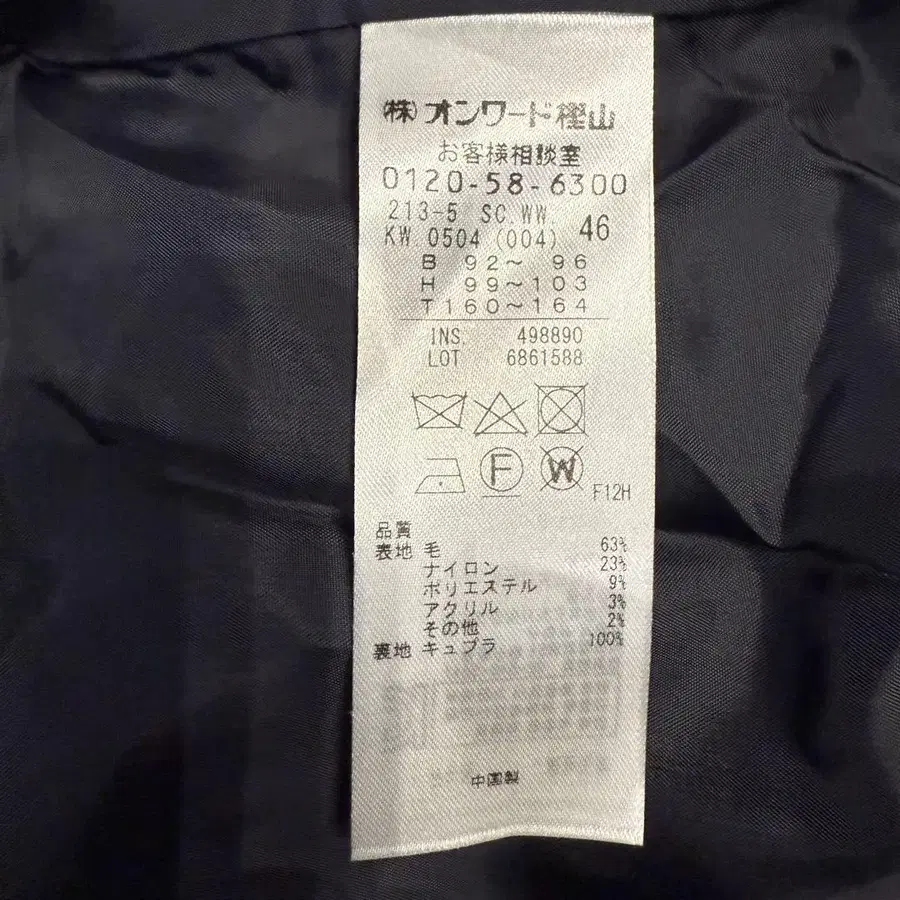 (株)オンワード樫山
お客様相談室
0120-58-6300
213-5 SC.WW.
KW 0504 (004) 46
B 92〜 96
H 99〜103
T160〜164
INS. 498890
LOT 6861588
F
W
F12H
品質
表地 毛 63%
ナイロン 23%
ポリエステル 9%
アクリル 3%
その他 2%
裏地 キュプラ 100%
中国製